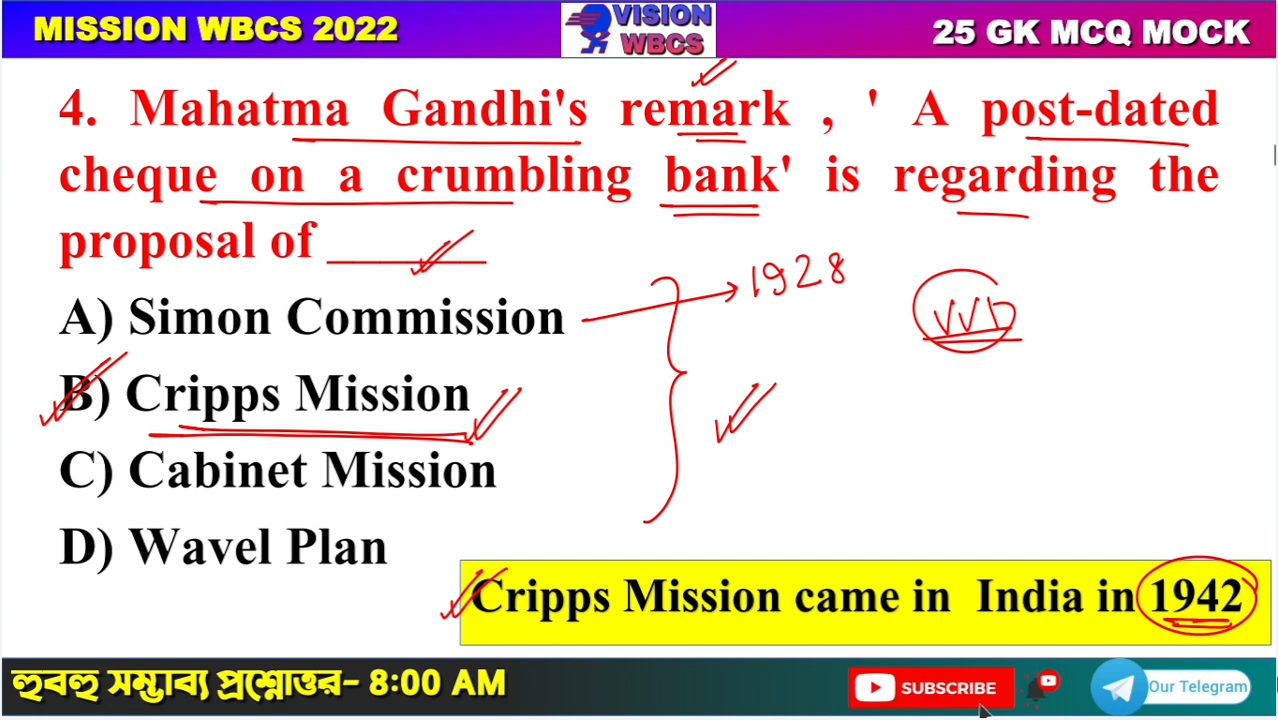 MISSION WBCS 2022
VISION
WBCS
25 GK MCQ MOCK
4. Mahatma Gandhi's remark , ' A post-dated
cheque on a crumbling bank' is regarding the
proposal of ______
A) Simon Commission
1928
B) Cripps Mission
C) Cabinet Mission
D) Wavel Plan
Cripps Mission came in India in 1942
হুবহু সম্ভাব্য প্রশ্নোত্তর- 8:00 AM
SUBSCRIBE
Our Telegram